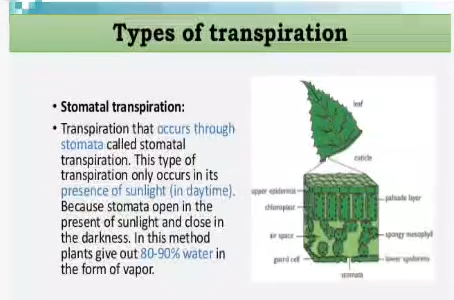 Types of transpiration
• Stomatal transpiration:
• Transpiration that occurs through
stomata called stomatal
transpiration. This type of
transpiration only occurs in its
presence of sunlight (in daytime).
Because stomata open in the
present of sunlight and close in
the darkness. In this method
plants give out 80-90% water in
the form of vapor.
leaf
cuticle
upper epidermis
chloroplast
palisade layer
air space
spongy mesophyll
guard cell
lower epidermis
stomata